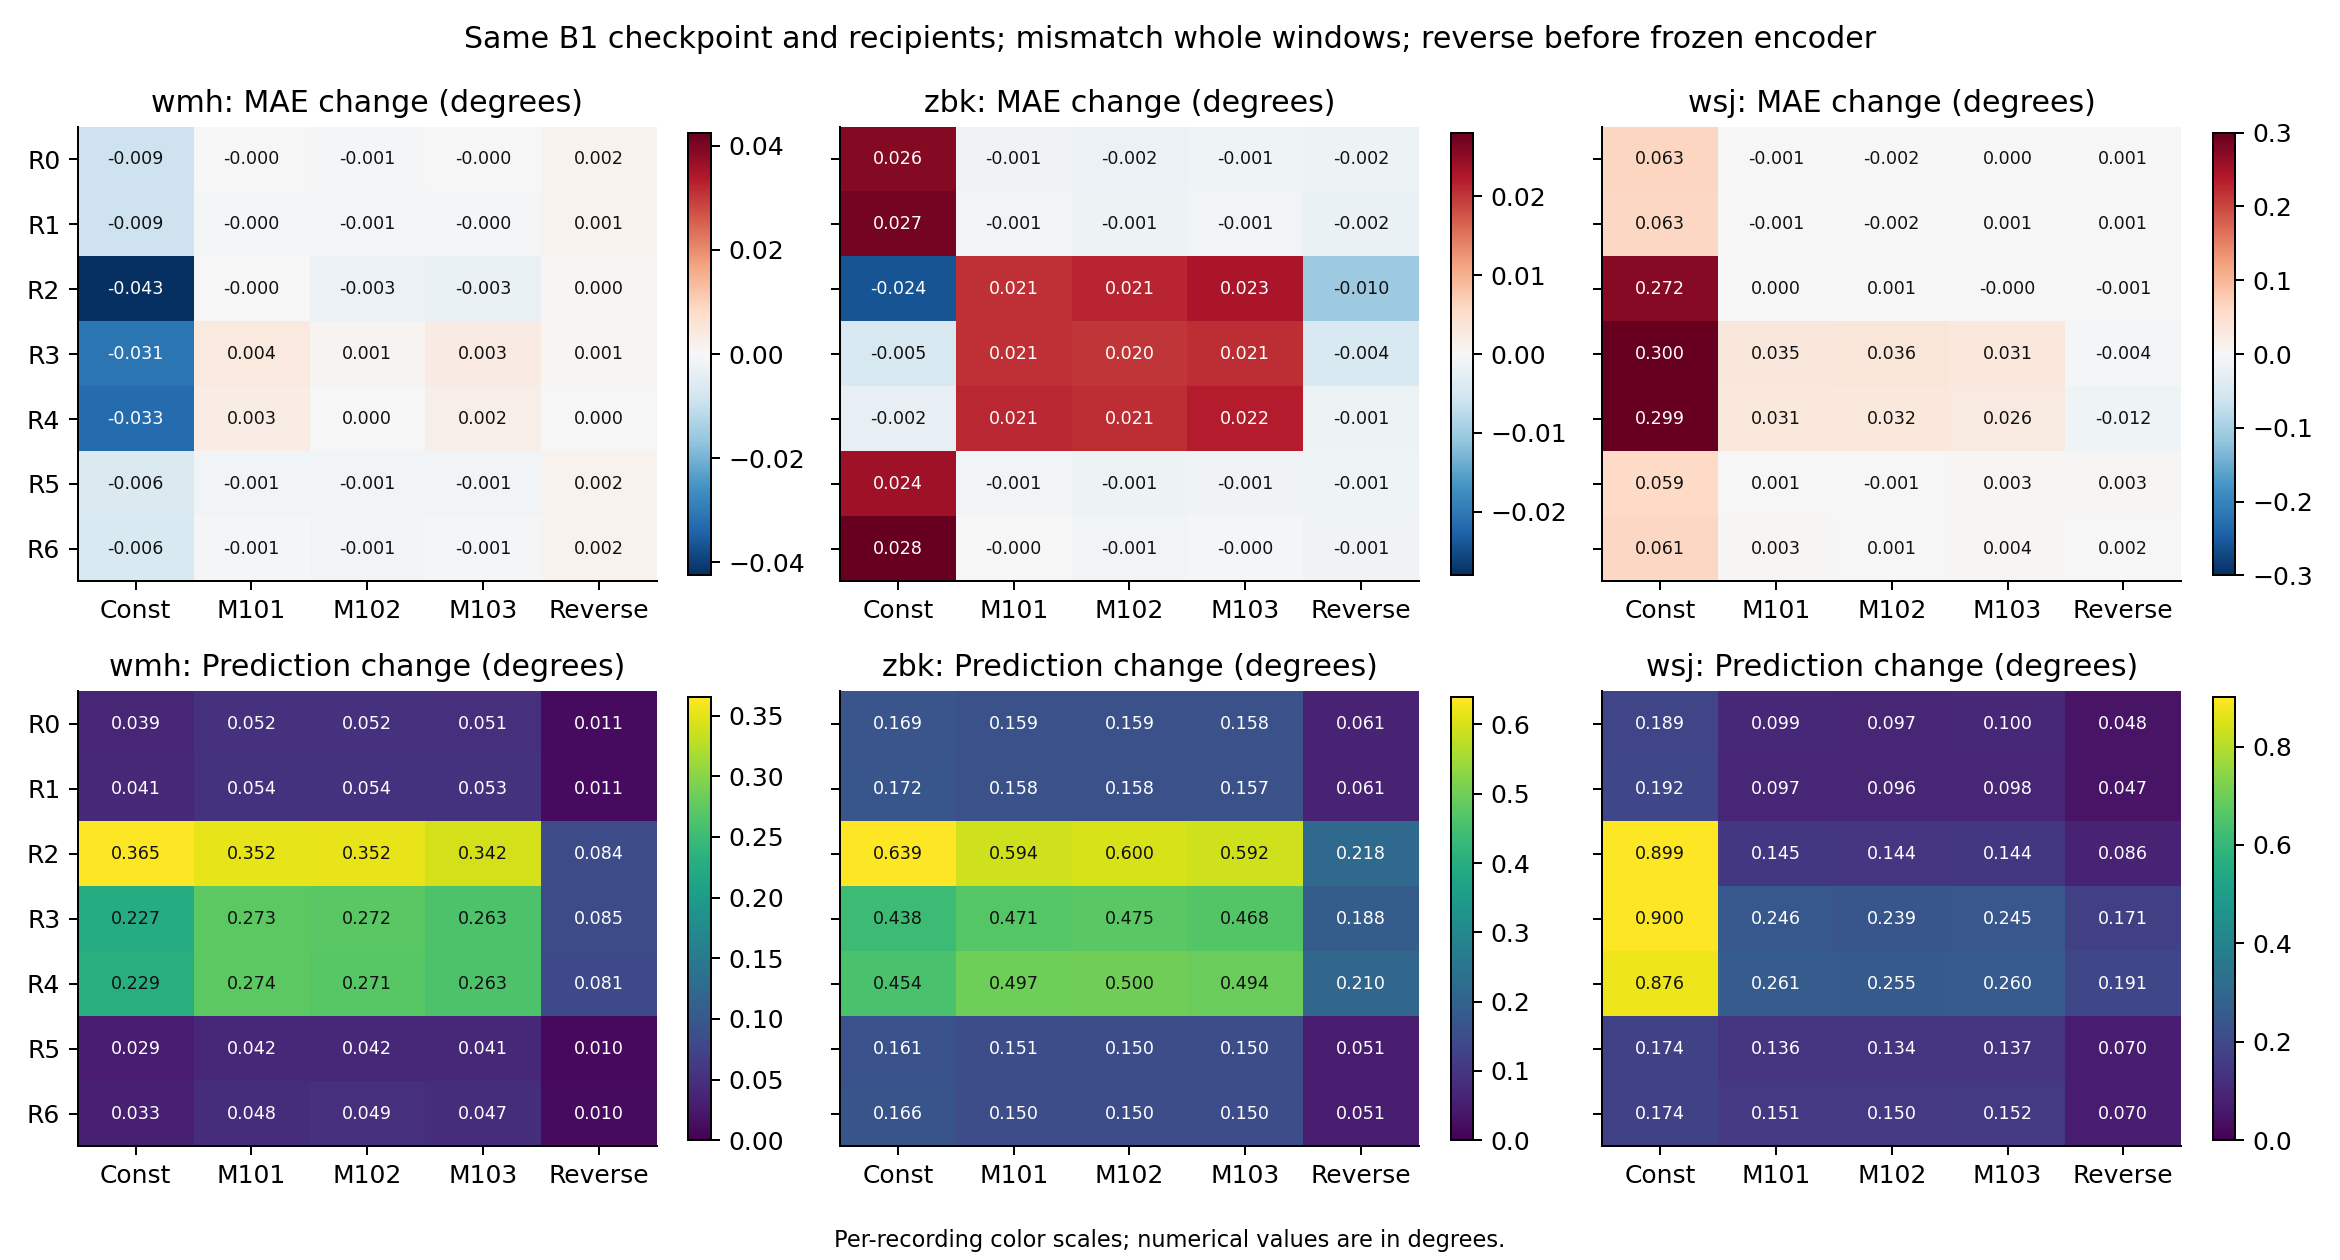 Same B1 checkpoint and recipients; mismatch whole windows; reverse before frozen encoder
wmh: MAE change (degrees)
R0 -0.009 -0.000 -0.001 -0.000 0.002
R1 -0.009 -0.000 -0.001 -0.000 0.001
R2 -0.043 -0.000 -0.003 -0.003 0.000
R3 -0.031 0.004 0.001 0.003 0.001
R4 -0.033 0.003 0.000 0.002 0.000
R5 -0.006 -0.001 -0.001 -0.001 0.002
R6 -0.006 -0.001 -0.001 -0.001 0.002
Const M101 M102 M103 Reverse
0.04
0.02
0.00
−0.02
−0.04
zbk: MAE change (degrees)
0.026 -0.001 -0.002 -0.001 -0.002
0.027 -0.001 -0.001 -0.001 -0.002
-0.024 0.021 0.021 0.023 -0.010
-0.005 0.021 0.020 0.021 -0.004
-0.002 0.021 0.021 0.022 -0.001
0.024 -0.001 -0.001 -0.001 -0.001
0.028 -0.000 -0.001 -0.000 -0.001
Const M101 M102 M103 Reverse
0.02
0.01
0.00
−0.01
−0.02
wsj: MAE change (degrees)
0.063 -0.001 -0.002 0.000 0.001
0.063 -0.001 -0.002 0.001 0.001
0.272 0.000 0.001 -0.000 -0.001
0.300 0.035 0.036 0.031 -0.004
0.299 0.031 0.032 0.026 -0.012
0.059 0.001 -0.001 0.003 0.003
0.061 0.003 0.001 0.004 0.002
Const M101 M102 M103 Reverse
0.3
0.2
0.1
0.0
−0.1
−0.2
−0.3
wmh: Prediction change (degrees)
R0 0.039 0.052 0.052 0.051 0.011
R1 0.041 0.054 0.054 0.053 0.011
R2 0.365 0.352 0.352 0.342 0.084
R3 0.227 0.273 0.272 0.263 0.085
R4 0.229 0.274 0.271 0.263 0.081
R5 0.029 0.042 0.042 0.041 0.010
R6 0.033 0.048 0.049 0.047 0.010
Const M101 M102 M103 Reverse
0.35
0.30
0.25
0.20
0.15
0.10
0.05
0.00
zbk: Prediction change (degrees)
0.169 0.159 0.159 0.158 0.061
0.172 0.158 0.158 0.157 0.061
0.639 0.594 0.600 0.592 0.218
0.438 0.471 0.475 0.468 0.188
0.454 0.497 0.500 0.494 0.210
0.161 0.151 0.150 0.150 0.051
0.166 0.150 0.150 0.150 0.051
Const M101 M102 M103 Reverse
0.6
0.5
0.4
0.3
0.2
0.1
0.0
wsj: Prediction change (degrees)
0.189 0.099 0.097 0.100 0.048
0.192 0.097 0.096 0.098 0.047
0.899 0.145 0.144 0.144 0.086
0.900 0.246 0.239 0.245 0.171
0.876 0.261 0.255 0.260 0.191
0.174 0.136 0.134 0.137 0.070
0.174 0.151 0.150 0.152 0.070
Const M101 M102 M103 Reverse
0.8
0.6
0.4
0.2
0.0
Per-recording color scales; numerical values are in degrees.